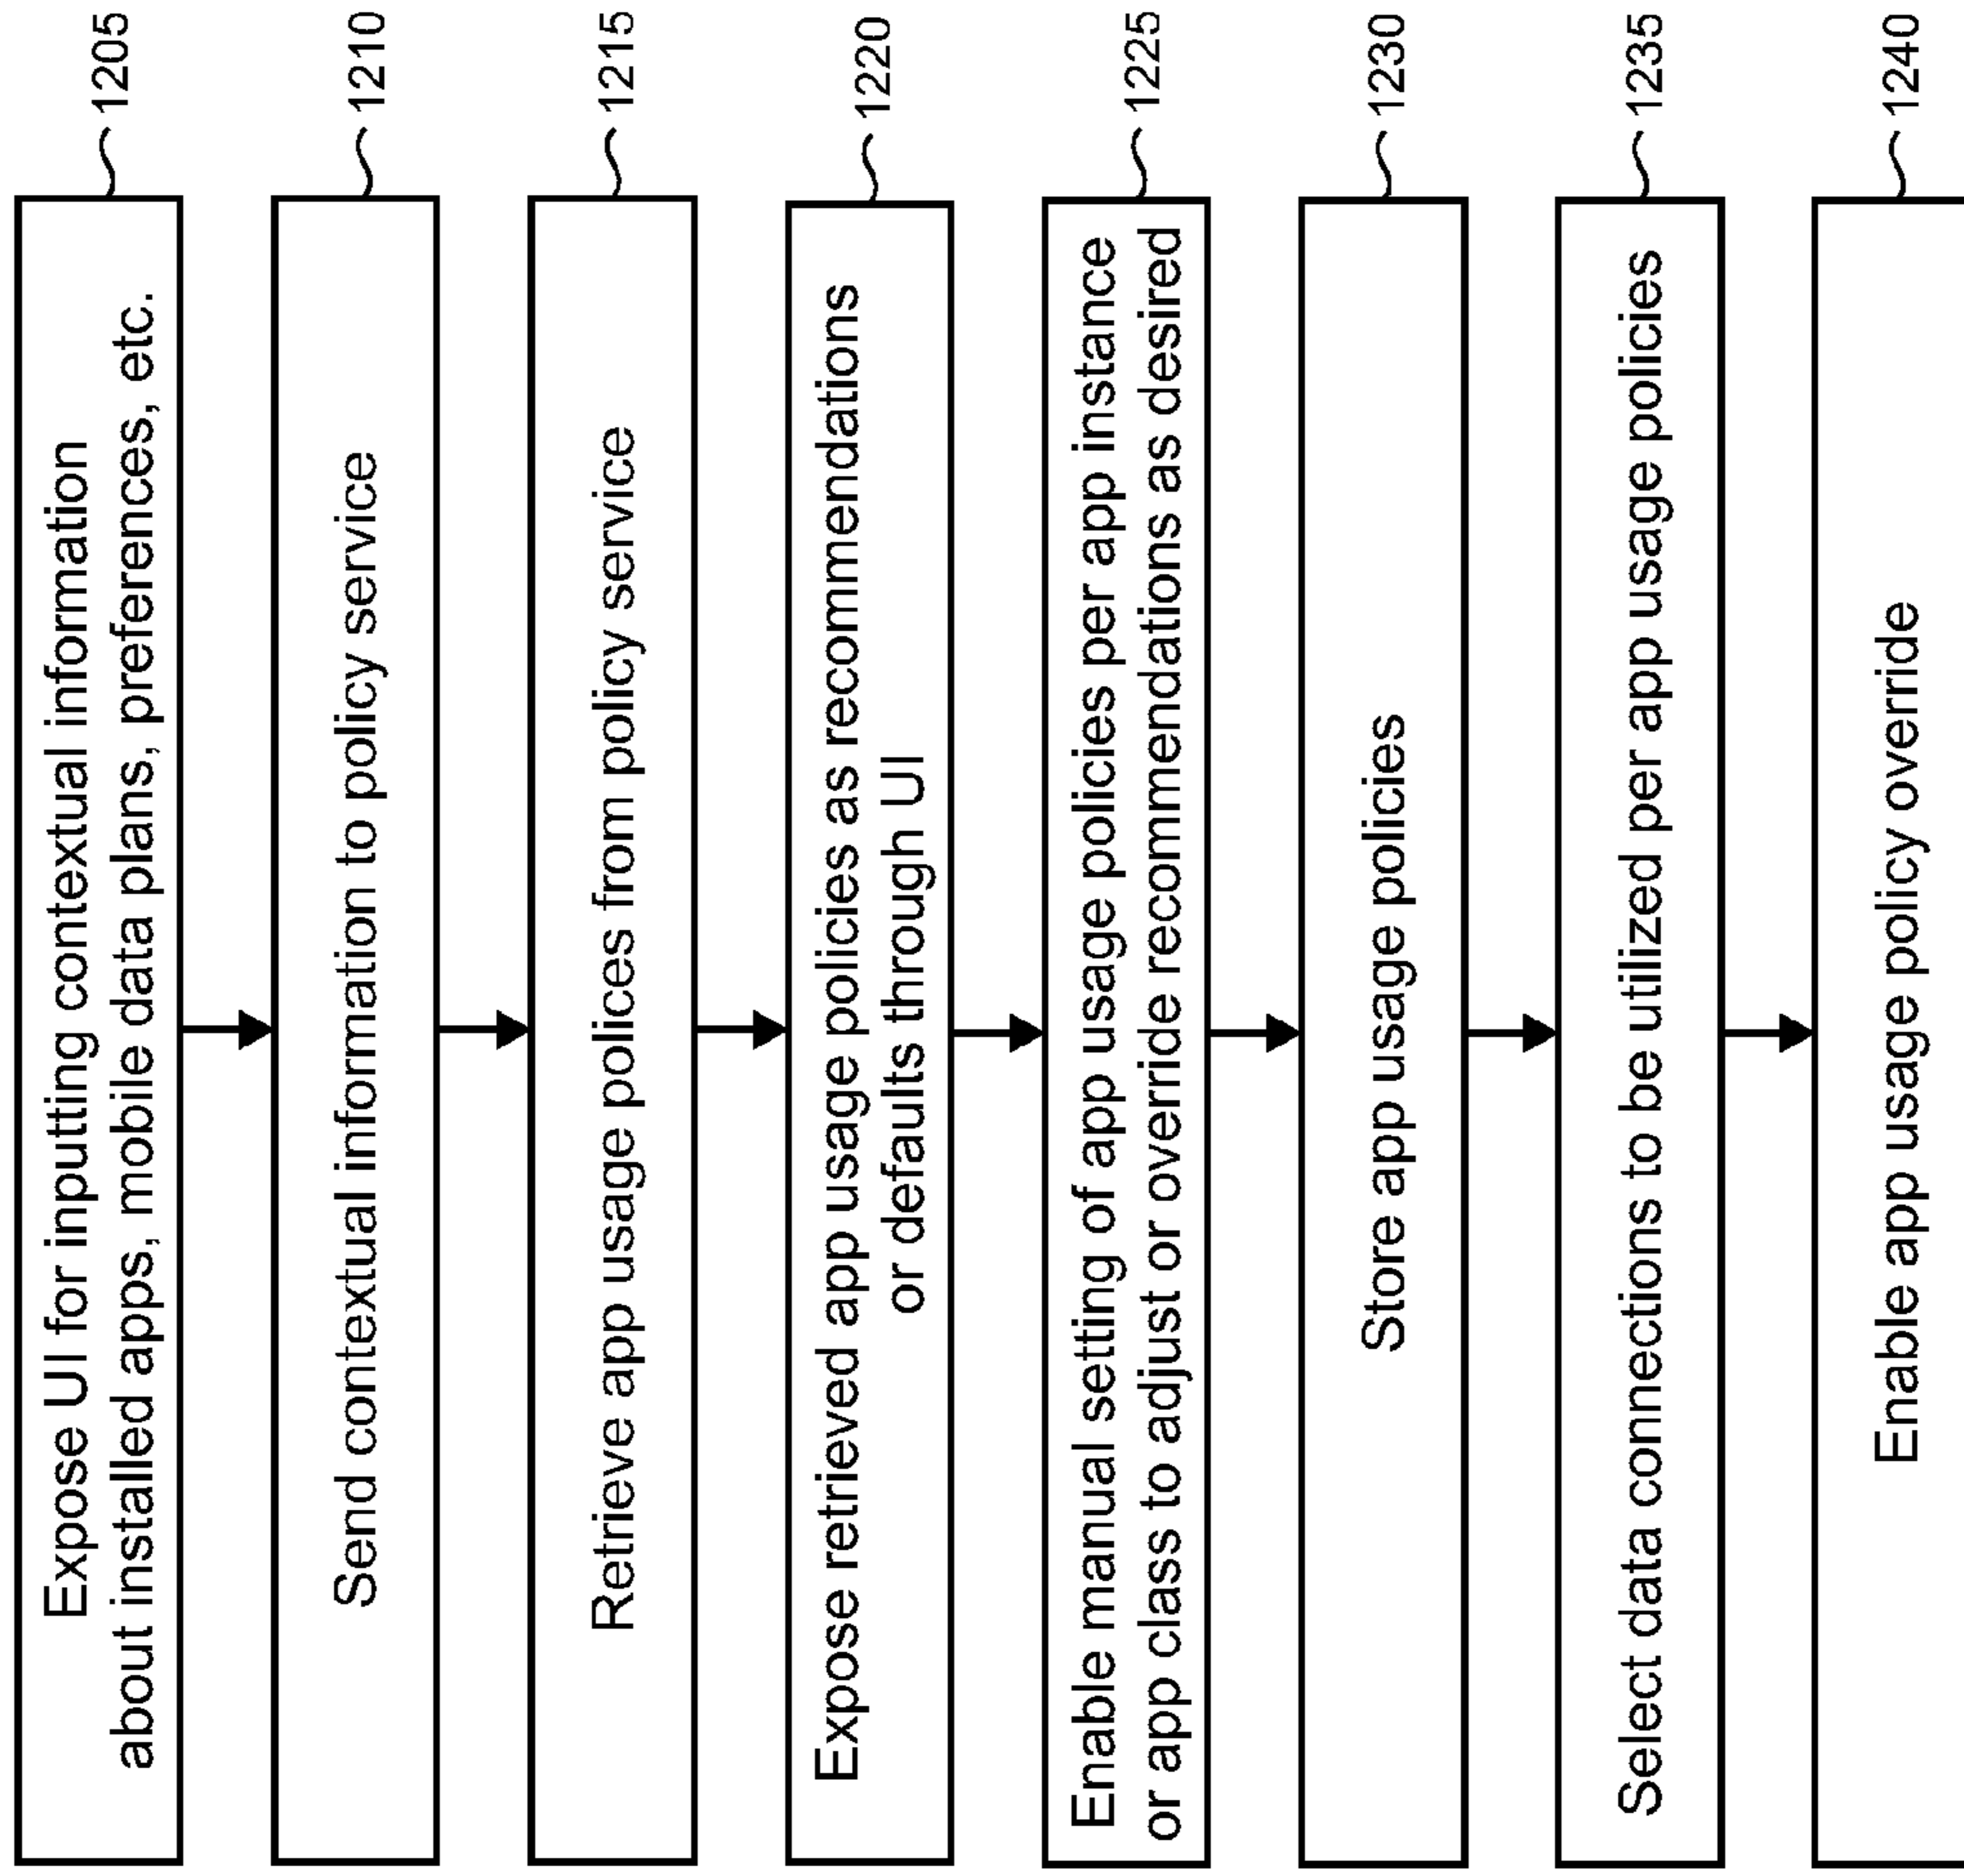 Expose UI for inputting contextual information
about installed apps, mobile data plans, preferences, etc.
1205
Send contextual information to policy service
1210
Retrieve app usage polices from policy service
1215
Expose retrieved app usage policies as recommendations
or defaults through UI
1220
Enable manual setting of app usage policies per app instance
or app class to adjust or override recommendations as desired
1225
Store app usage policies
1230
Select data connections to be utilized per app usage policies
1235
Enable app usage policy override
1240